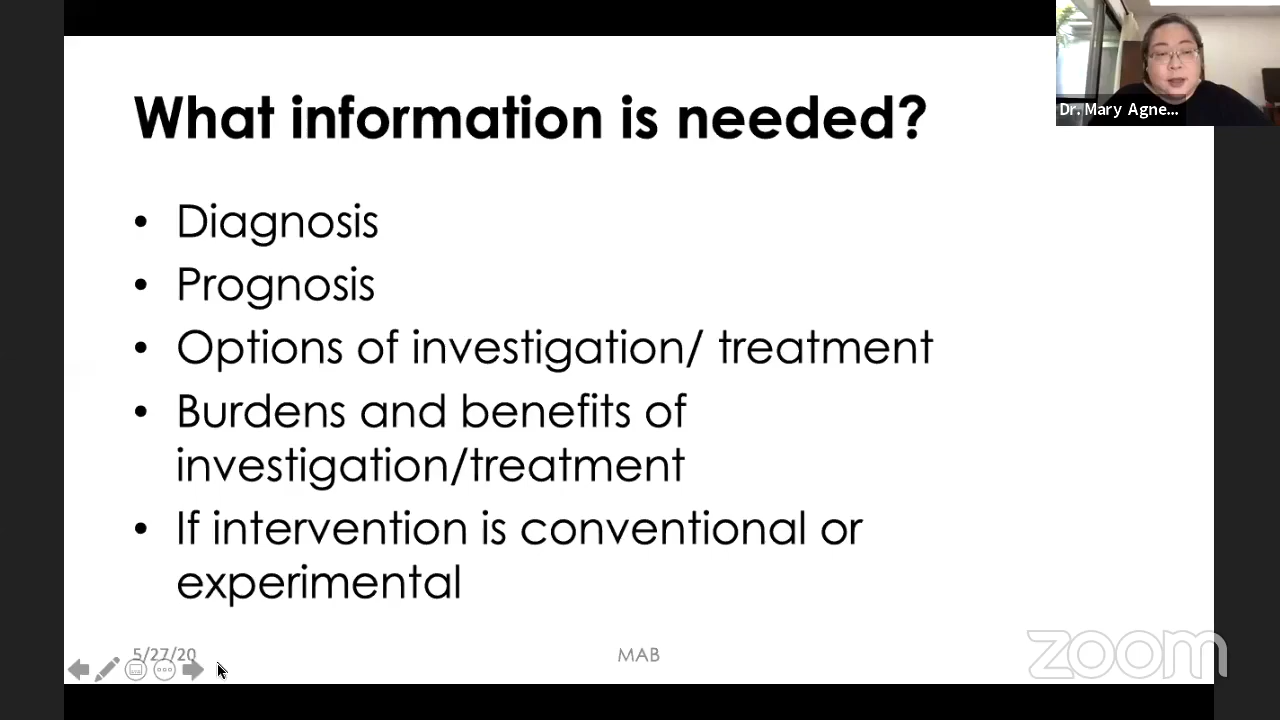 What information is needed?
Dr. Mary Agne...
• Diagnosis
• Prognosis
• Options of investigation/ treatment
• Burdens and benefits of
investigation/treatment
• If intervention is conventional or
experimental
5/27/20
MAB
zoom